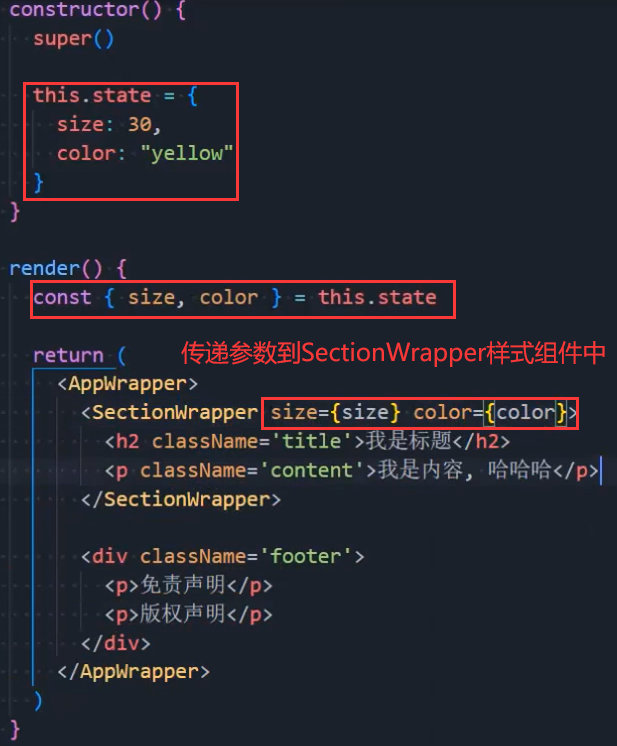 constructor() {
super()
this.state = {
size: 30,
color: "yellow"
}
}
render() {
const { size, color } = this.state
return (
传递参数到SectionWrapper样式组件中
<AppWrapper>
<SectionWrapper size={size} color={color}>
<h2 className='title'>我是标题</h2>
<p className='content'>我是内容, 哈哈哈</p>
</SectionWrapper>
<div className='footer'>
<p>免责声明</p>
<p>版权声明</p>
</div>
</AppWrapper>
)
}